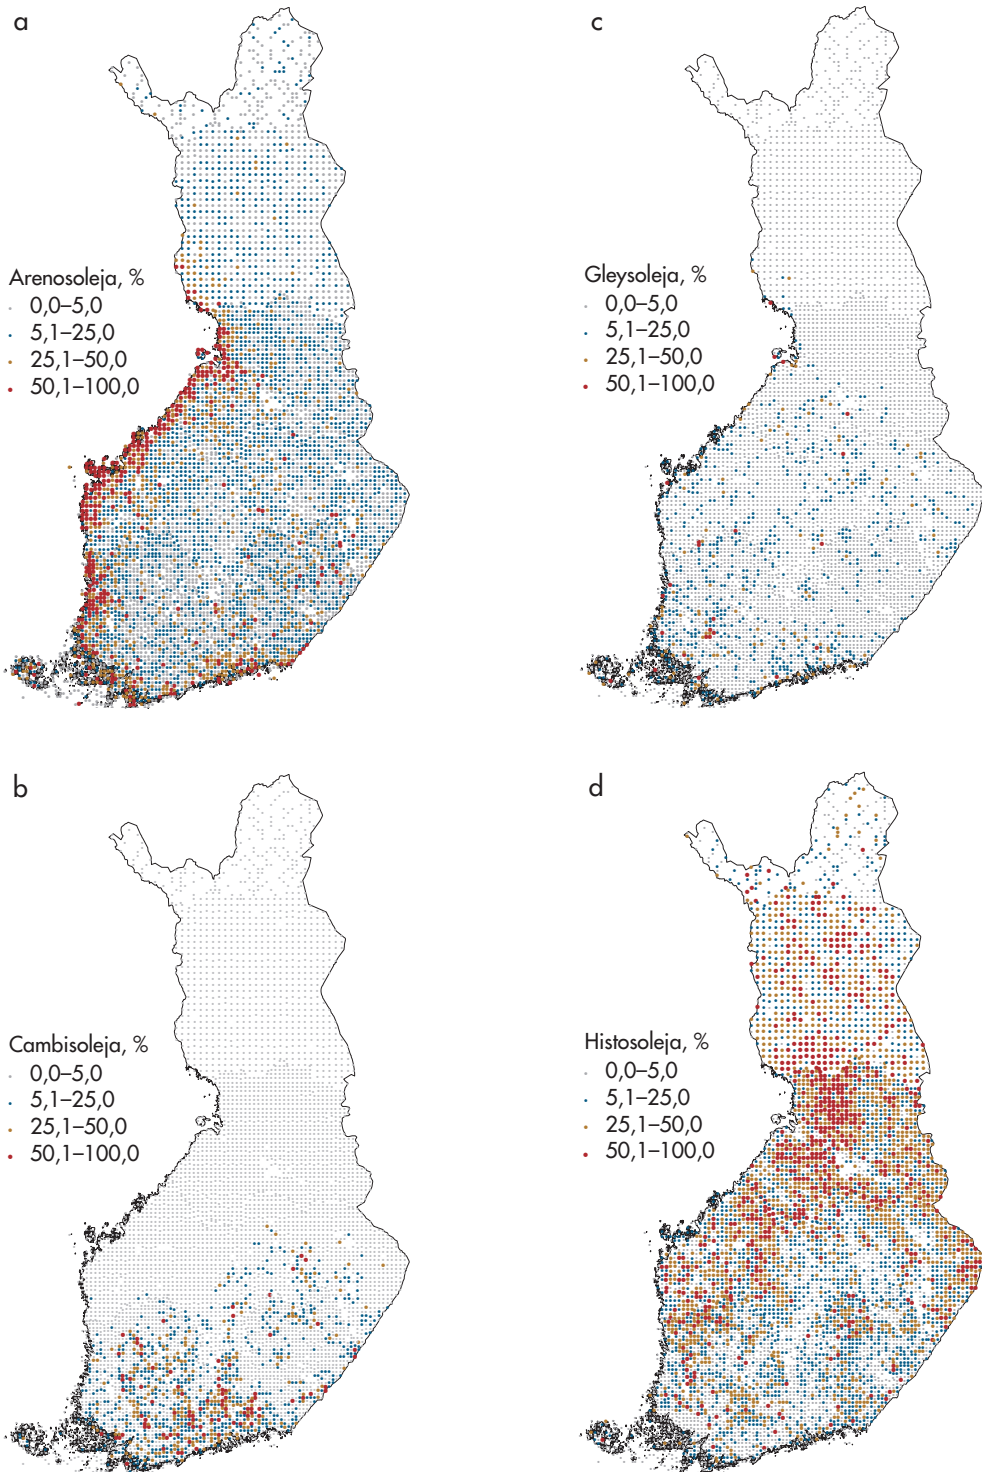 a
Arenosoleja, %
0,0–5,0
5,1–25,0
25,1–50,0
50,1–100,0
c
Gleysoleja, %
0,0–5,0
5,1–25,0
25,1–50,0
50,1–100,0
b
Cambisoleja, %
0,0–5,0
5,1–25,0
25,1–50,0
50,1–100,0
d
Histosoleja, %
0,0–5,0
5,1–25,0
25,1–50,0
50,1–100,0